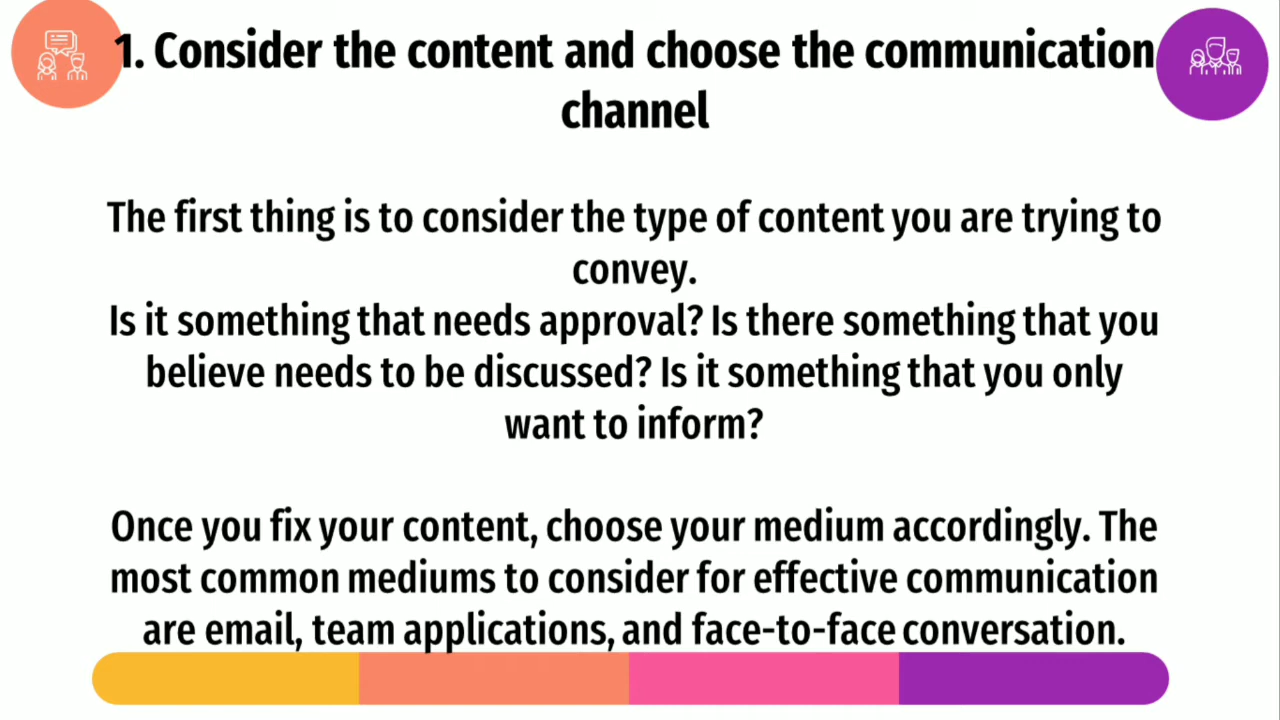 1. Consider the content and choose the communication
channel
The first thing is to consider the type of content you are trying to
convey.
Is it something that needs approval? Is there something that you
believe needs to be discussed? Is it something that you only
want to inform?
Once you fix your content, choose your medium accordingly. The
most common mediums to consider for effective communication
are email, team applications, and face-to-face conversation.